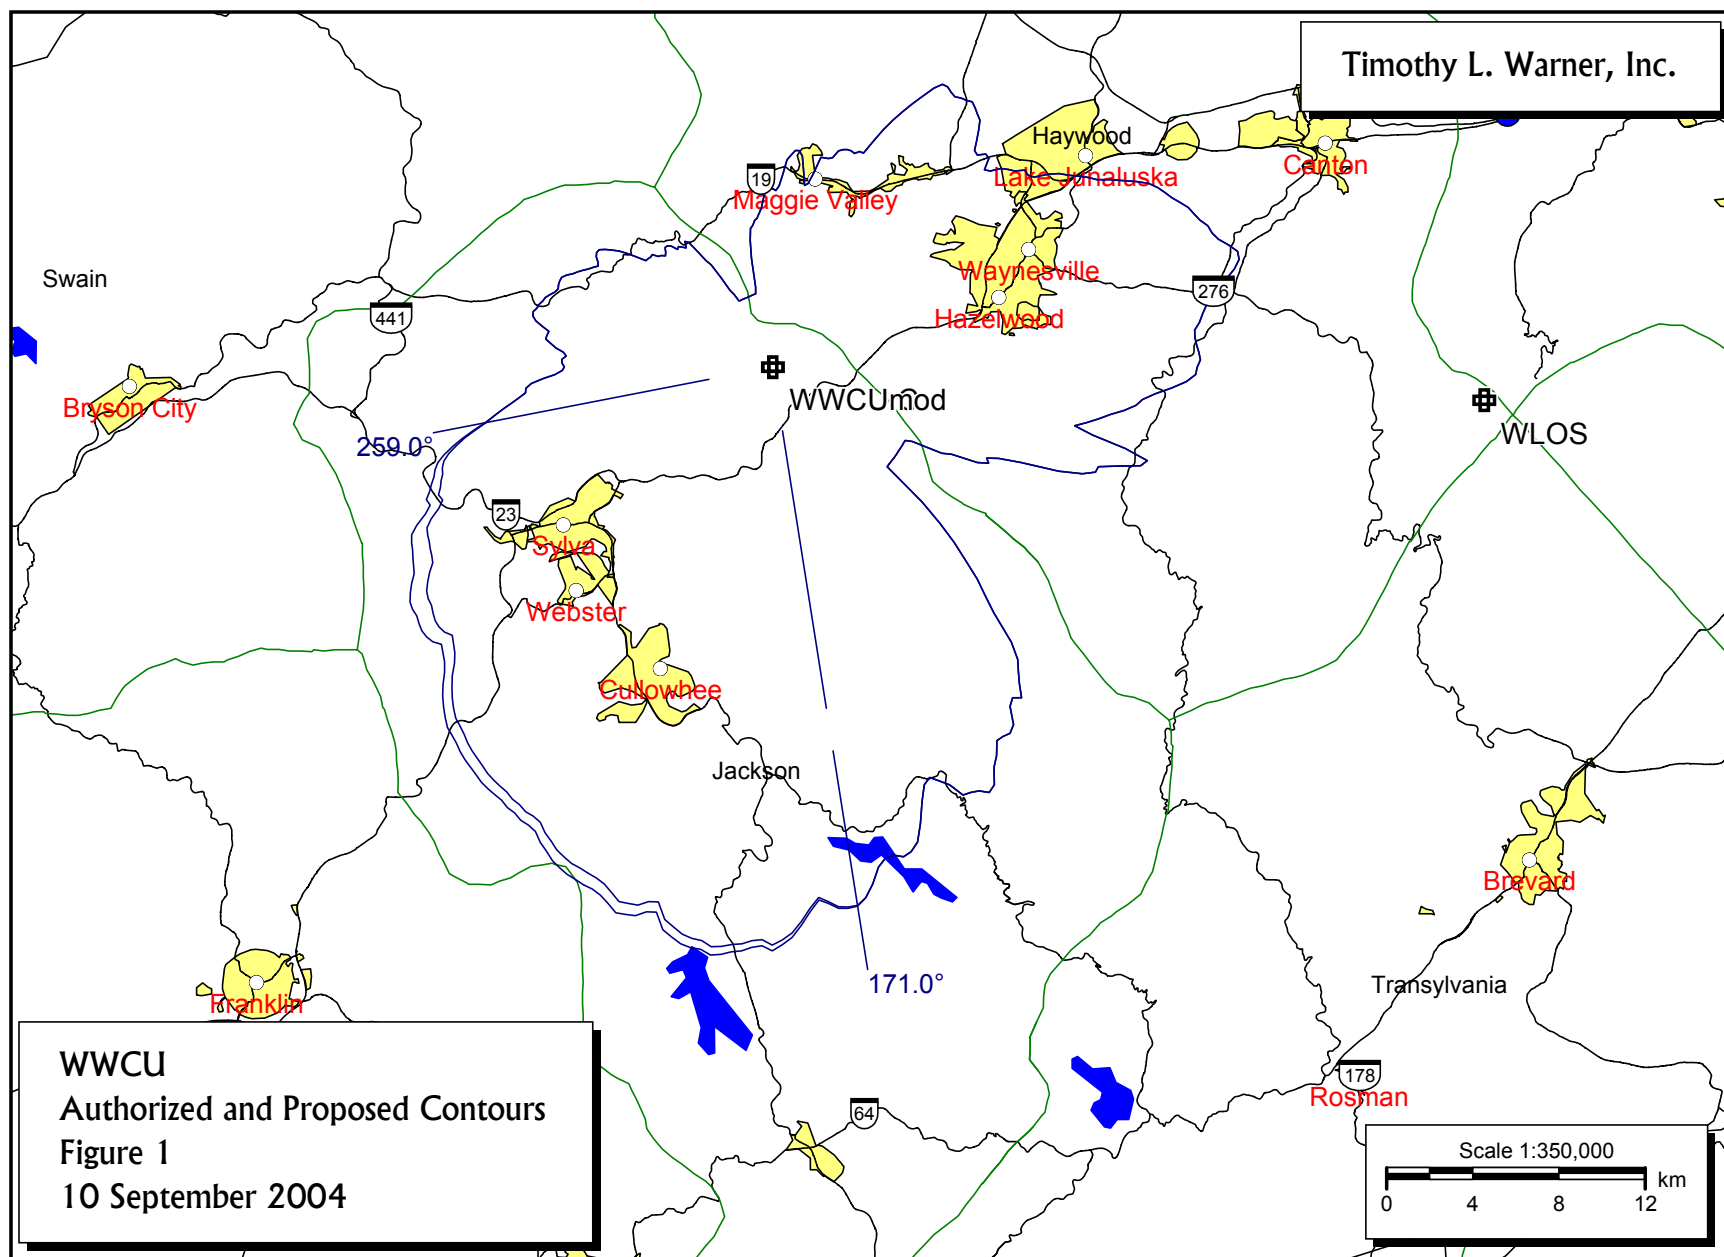 Timothy L. Warner, Inc.
Haywood
Canton
Lake Junaluska
19
Maggie Valley
Swain
Waynesville
276
441
Hazelwood
WWCUmod
Bryson City
WLOS
259.0°
23
Sylva
Webster
Cullowhee
Jackson
Brevard
171.0°
Transylvania
Franklin
WWCU
Authorized and Proposed Contours
Figure 1
10 September 2004
178
Rosman
64
Scale 1:350,000
km
0 4 8 12